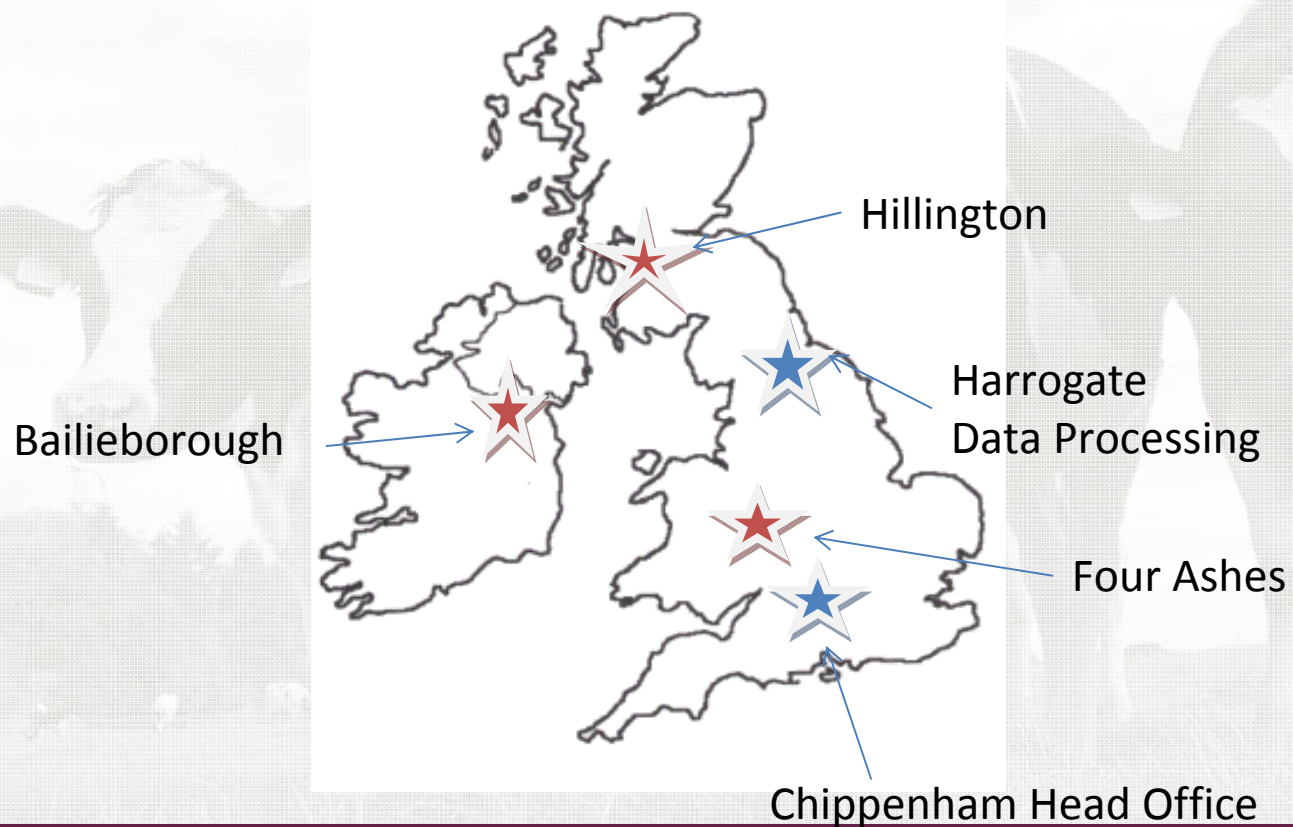 Hillington
Harrogate
Data Processing
Bailieborough
Four Ashes
Chippenham Head Office